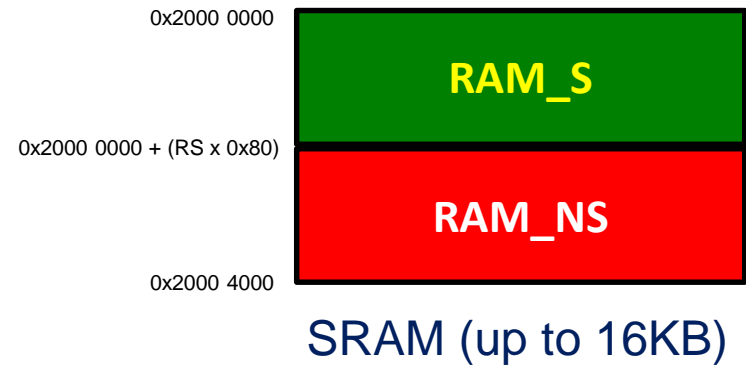 0x2000 0000
RAM_S
0x2000 0000 + (RS x 0x80)
RAM_NS
0x2000 4000
SRAM (up to 16KB)